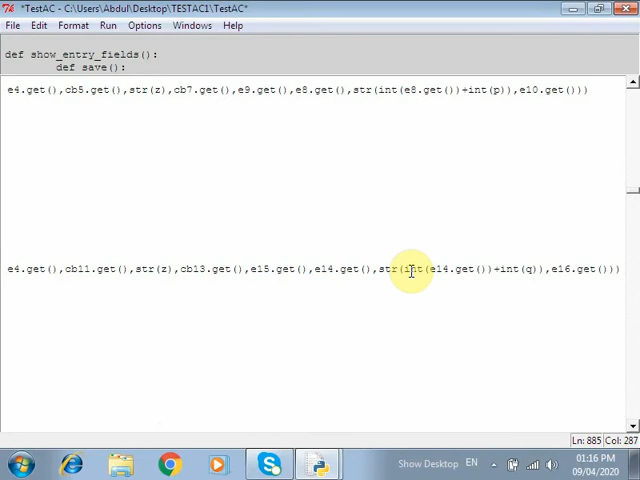 *TestAC - C:\Users\Abdul\Desktop\TESTAC1\TestAC*
File Edit Format Run Options Windows Help
def show_entry_fields():
def save():
e4.get(),cb5.get(),str(z),cb7.get(),e9.get(),e8.get(),str(int(e8.get())+int(p)),e10.get()))
e4.get(),cb11.get(),str(z),cb13.get(),e15.get(),e14.get(),str(int(e14.get())+int(q)),e16.get()))
Ln: 885 Col: 287
Show Desktop EN 01:16 PM
09/04/2020